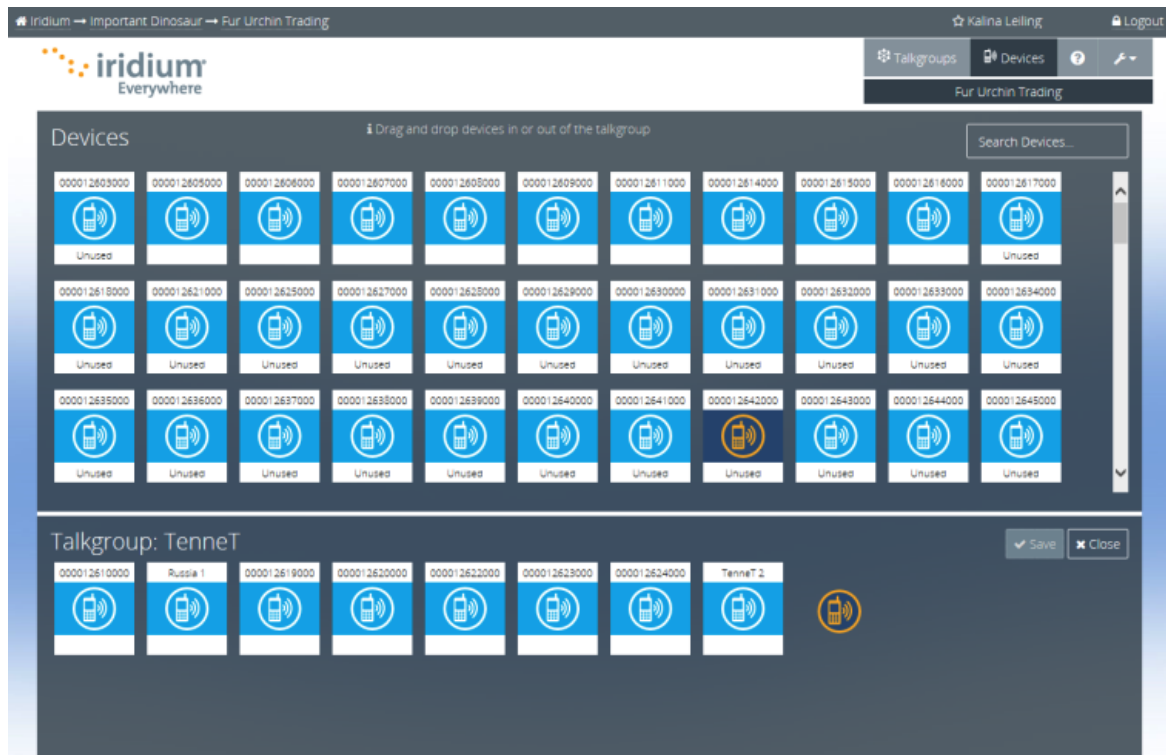 Iridium → Important Dinosaur → Fur Urchin Trading
Kalina Leiling
Logout
iridium
Everywhere
Talkgroups
Devices
?
Fur Urchin Trading
Devices
i Drag and drop devices in or out of the talkgroup
Search Devices...
000012603000 000012605000 000012606000 000012607000 000012608000 000012609000 000012611000 000012614000 000012615000 000012616000 000012617000
Unused Unused
000012618000 000012621000 000012625000 000012627000 000012628000 000012629000 000012630000 000012631000 000012632000 000012633000 000012634000
Unused Unused Unused Unused Unused Unused Unused Unused Unused Unused Unused
000012635000 000012636000 000012637000 000012638000 000012639000 000012640000 000012641000 000012642000 000012643000 000012644000 000012645000
Unused Unused Unused Unused Unused Unused Unused Unused Unused Unused Unused
Talkgroup: TenneT
Save
Close
000012610000 Russia 1 000012619000 000012620000 000012622000 000012623000 000012624000 TenneT 2